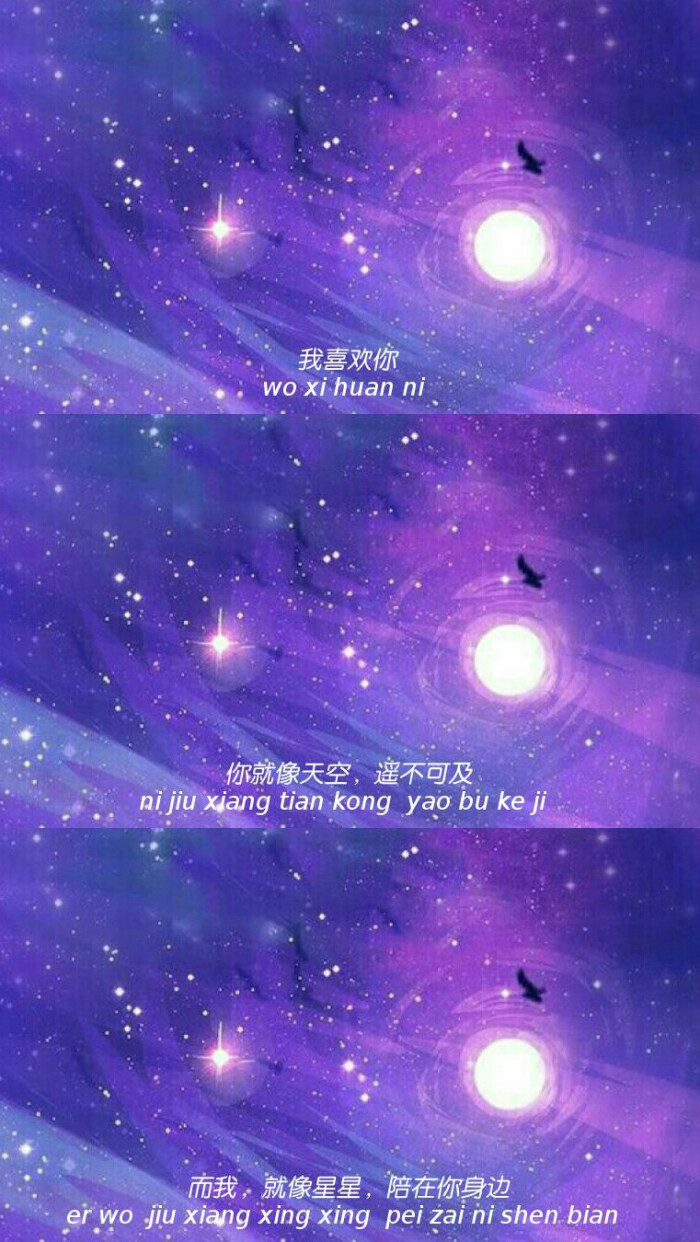 我喜欢你
wo xi huan ni
你就像天空，遥不可及
ni jiu xiang tian kong  yao bu ke ji
而我，就像星星，陪在你身边
er wo  jiu xiang xing xing  pei zai ni shen bian